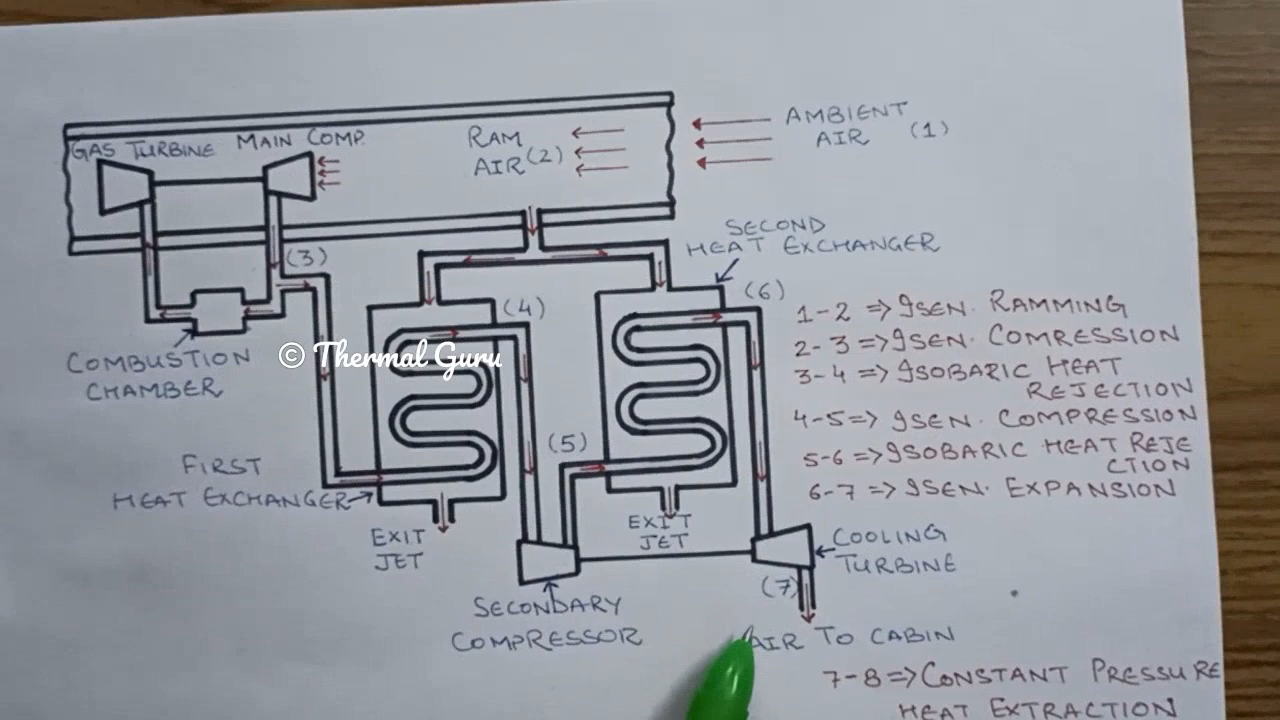 AMBIENT
AIR (1)
GAS TURBINE
MAIN COMP.
RAM
AIR (2)
SECOND
HEAT EXCHANGER
(3)
(4)
(6)
COMBUSTION
CHAMBER
© Thermal Guru
FIRST
HEAT EXCHANGER
(5)
EXIT
JET
EXIT
JET
SECONDARY
COMPRESSOR
COOLING
TURBINE
(7)
AIR TO CABIN
1-2 => ISEN. RAMMING
2-3 => ISEN. COMRESSION
3-4 => ISOBARIC HEAT
REJECTION
4-5 => ISEN. COMPRESSION
5-6 => ISOBARIC HEAT REJE
CTION
6-7 => ISEN. EXPANSION
7-8 => CONSTANT PRESSURE
HEAT EXTRACTION